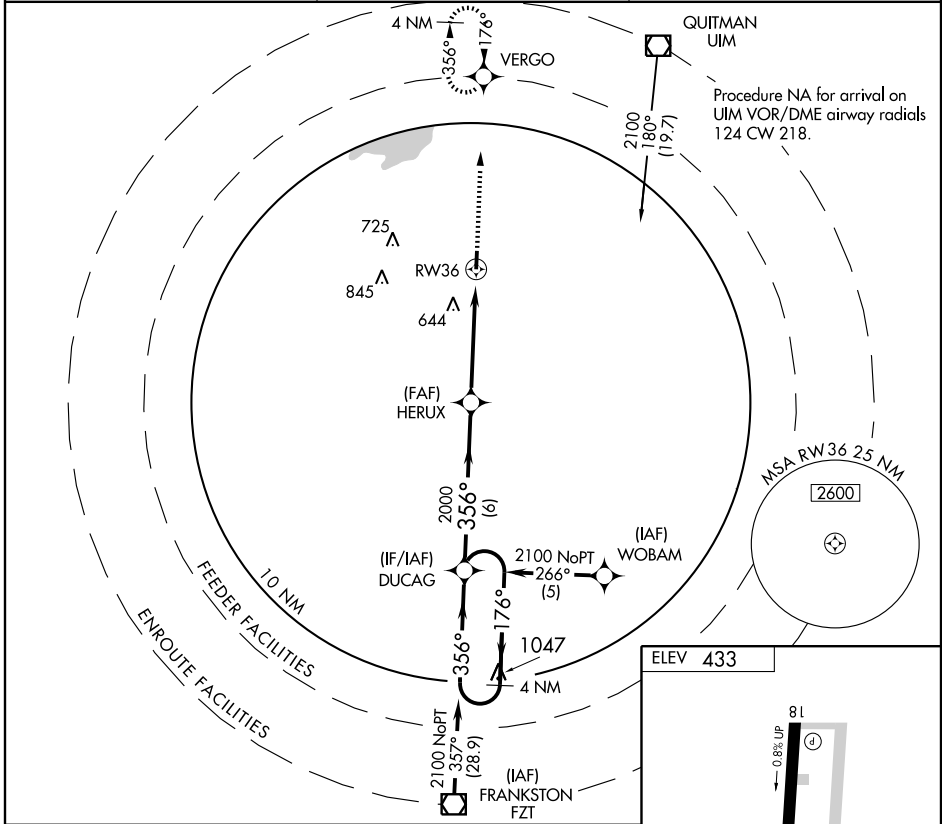 4 NM
356°
176°
VERGO
QUITMAN
UIM
Procedure NA for arrival on
UIM VOR/DME airway radials
124 CW 218.
2100
180°
(19.7)
725
845
RW36
644
(FAF)
HERUX
MSA RW36 25 NM
2600
2000
356°
(6)
(IF/IAF)
DUCAG
2100 NoPT
266°
(5)
(IAF)
WOBAM
10 NM
FEEDER FACILITIES
ENROUTE FACILITIES
356°
176°
1047
4 NM
2100 NoPT
357°
(28.9)
(IAF)
FRANKSTON
FZT
ELEV 433
18
0.8% UP
P